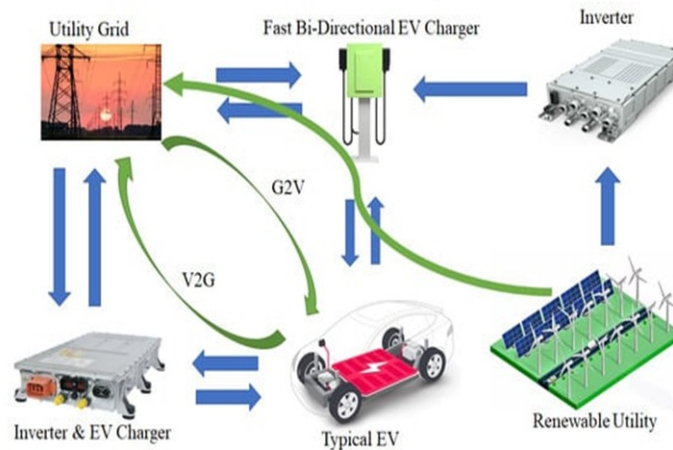 Utility Grid
Fast Bi-Directional EV Charger
Inverter
G2V
V2G
Inverter & EV Charger
Typical EV
Renewable Utility